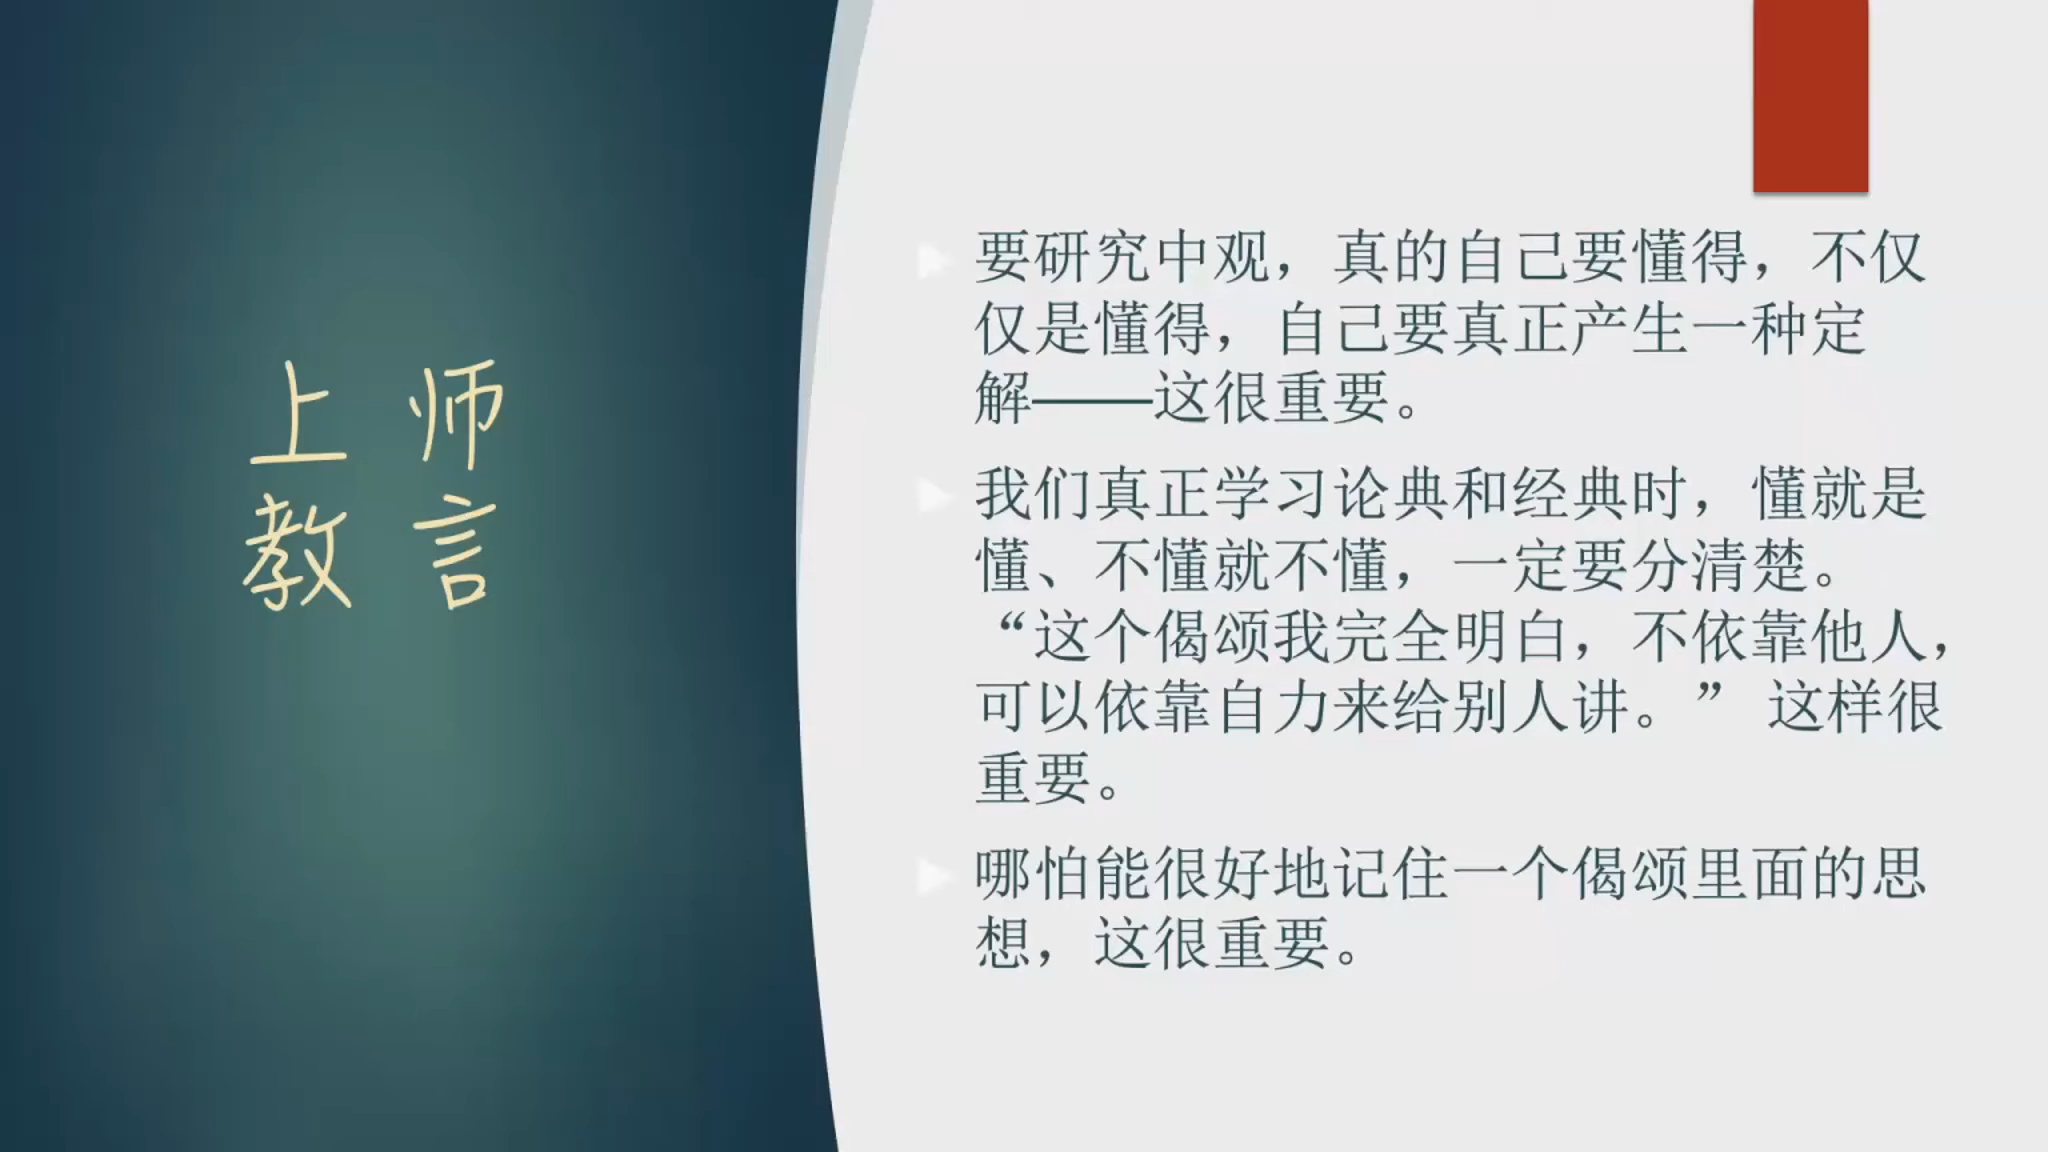 上师
教言
要研究中观，真的自己要懂得，不仅
仅是懂得，自己要真正产生一种定
解——这很重要。
我们真正学习论典和经典时，懂就是
懂、不懂就不懂，一定要分清楚。
“这个偈颂我完全明白，不依靠他人，
可以依靠自力来给别人讲。” 这样很
重要。
哪怕能很好地记住一个偈颂里面的思
想，这很重要。